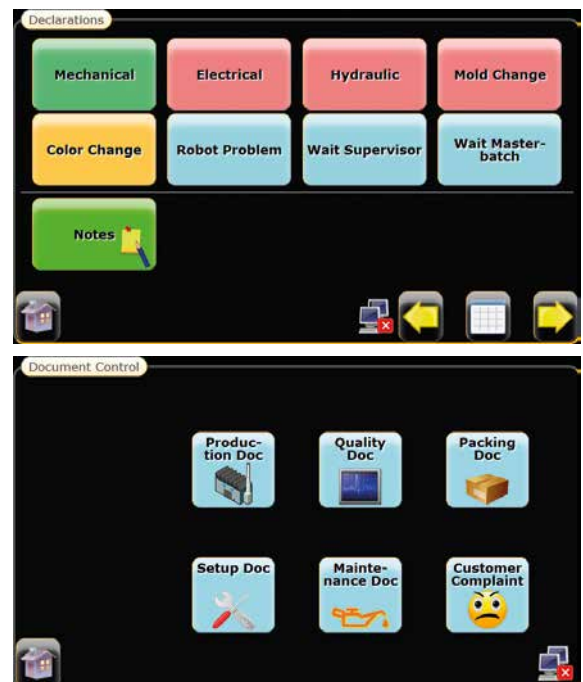 Declarations
Mechanical
Electrical
Hydraulic
Mold Change
Color Change
Robot Problem
Wait Supervisor
Wait Master-
batch
Notes
Document Control
Produc-
tion Doc
Quality
Doc
Packing
Doc
Setup Doc
Mainte-
nance Doc
Customer
Complaint